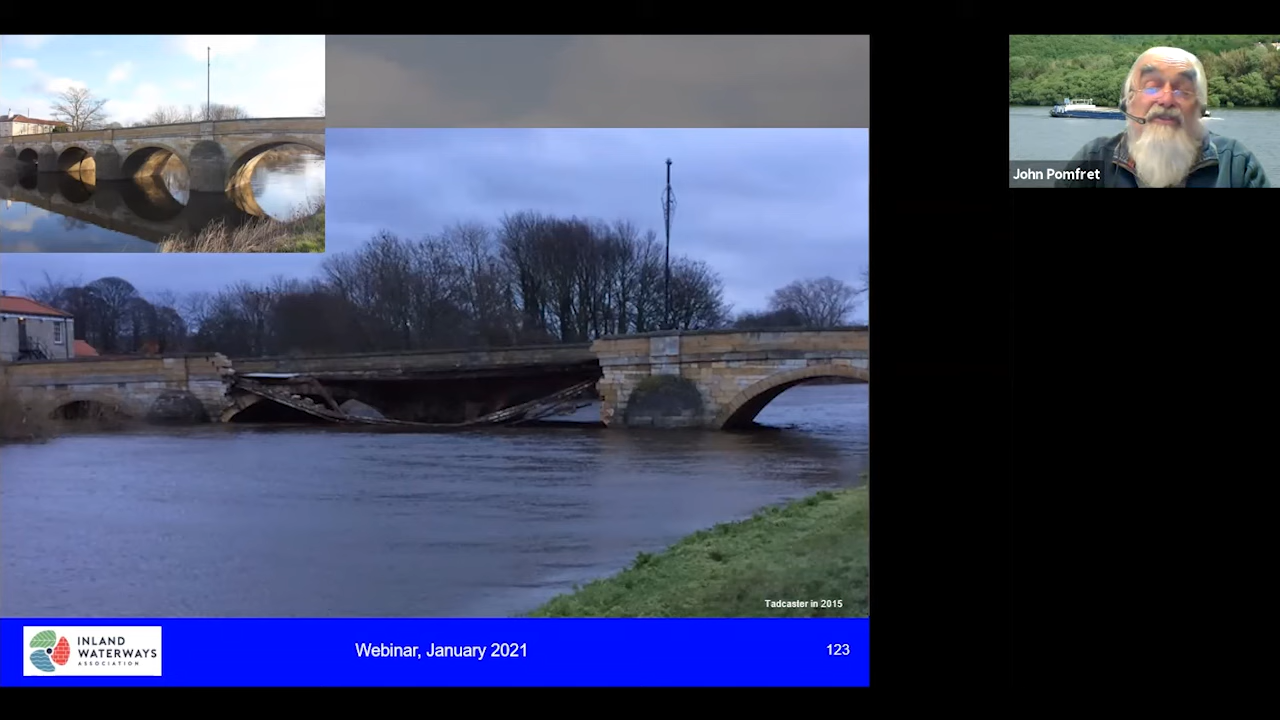 John Pomfret
Tadcaster in 2015
INLAND
WATERWAYS
ASSOCIATION
Webinar, January 2021
123